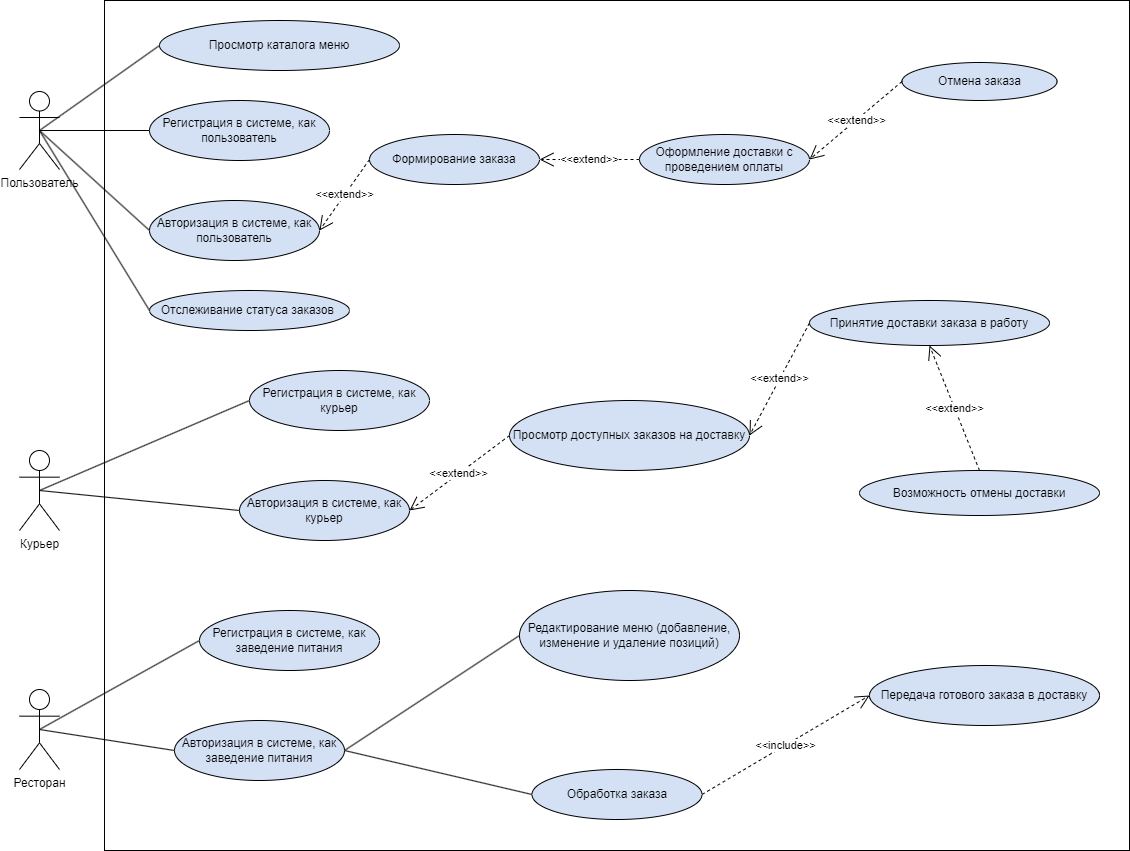 Просмотр каталога меню
Отмена заказа
<<extend>>
Регистрация в системе, как
пользователь
Пользователь
Формирование заказа
<<extend>>
Оформление доставки с
проведением оплаты
<<extend>>
Авторизация в системе, как
пользователь
Отслеживание статуса заказов
Принятие доставки заказа в работу
<<extend>>
Регистрация в системе, как
курьер
<<extend>>
Просмотр доступных заказов на доставку
<<extend>>
Возможность отмены доставки
Авторизация в системе, как
курьер
Курьер
Регистрация в системе, как
заведение питания
Редактирование меню (добавление,
изменение и удаление позиций)
Передача готового заказа в доставку
<<include>>
Авторизация в системе, как
заведение питания
Ресторан
Обработка заказа